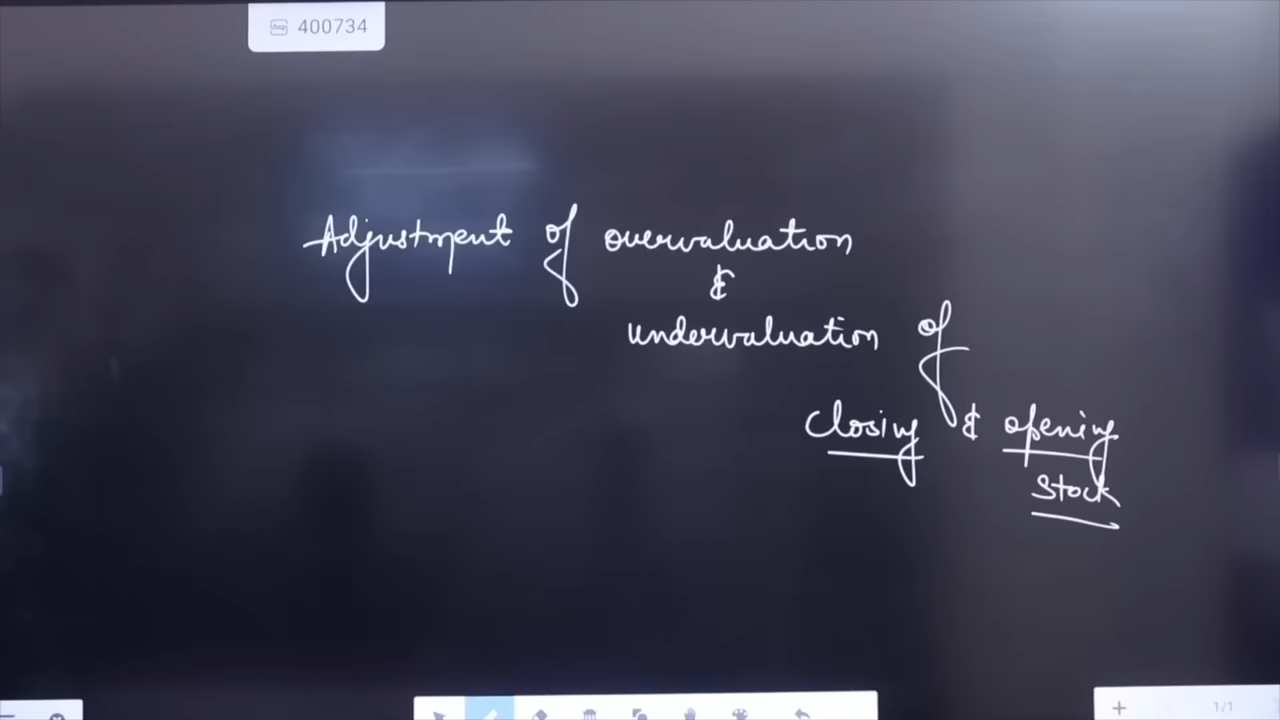 400734
Adjustment of overvaluation
&
undervaluation of
closing & opening
stock
1/1